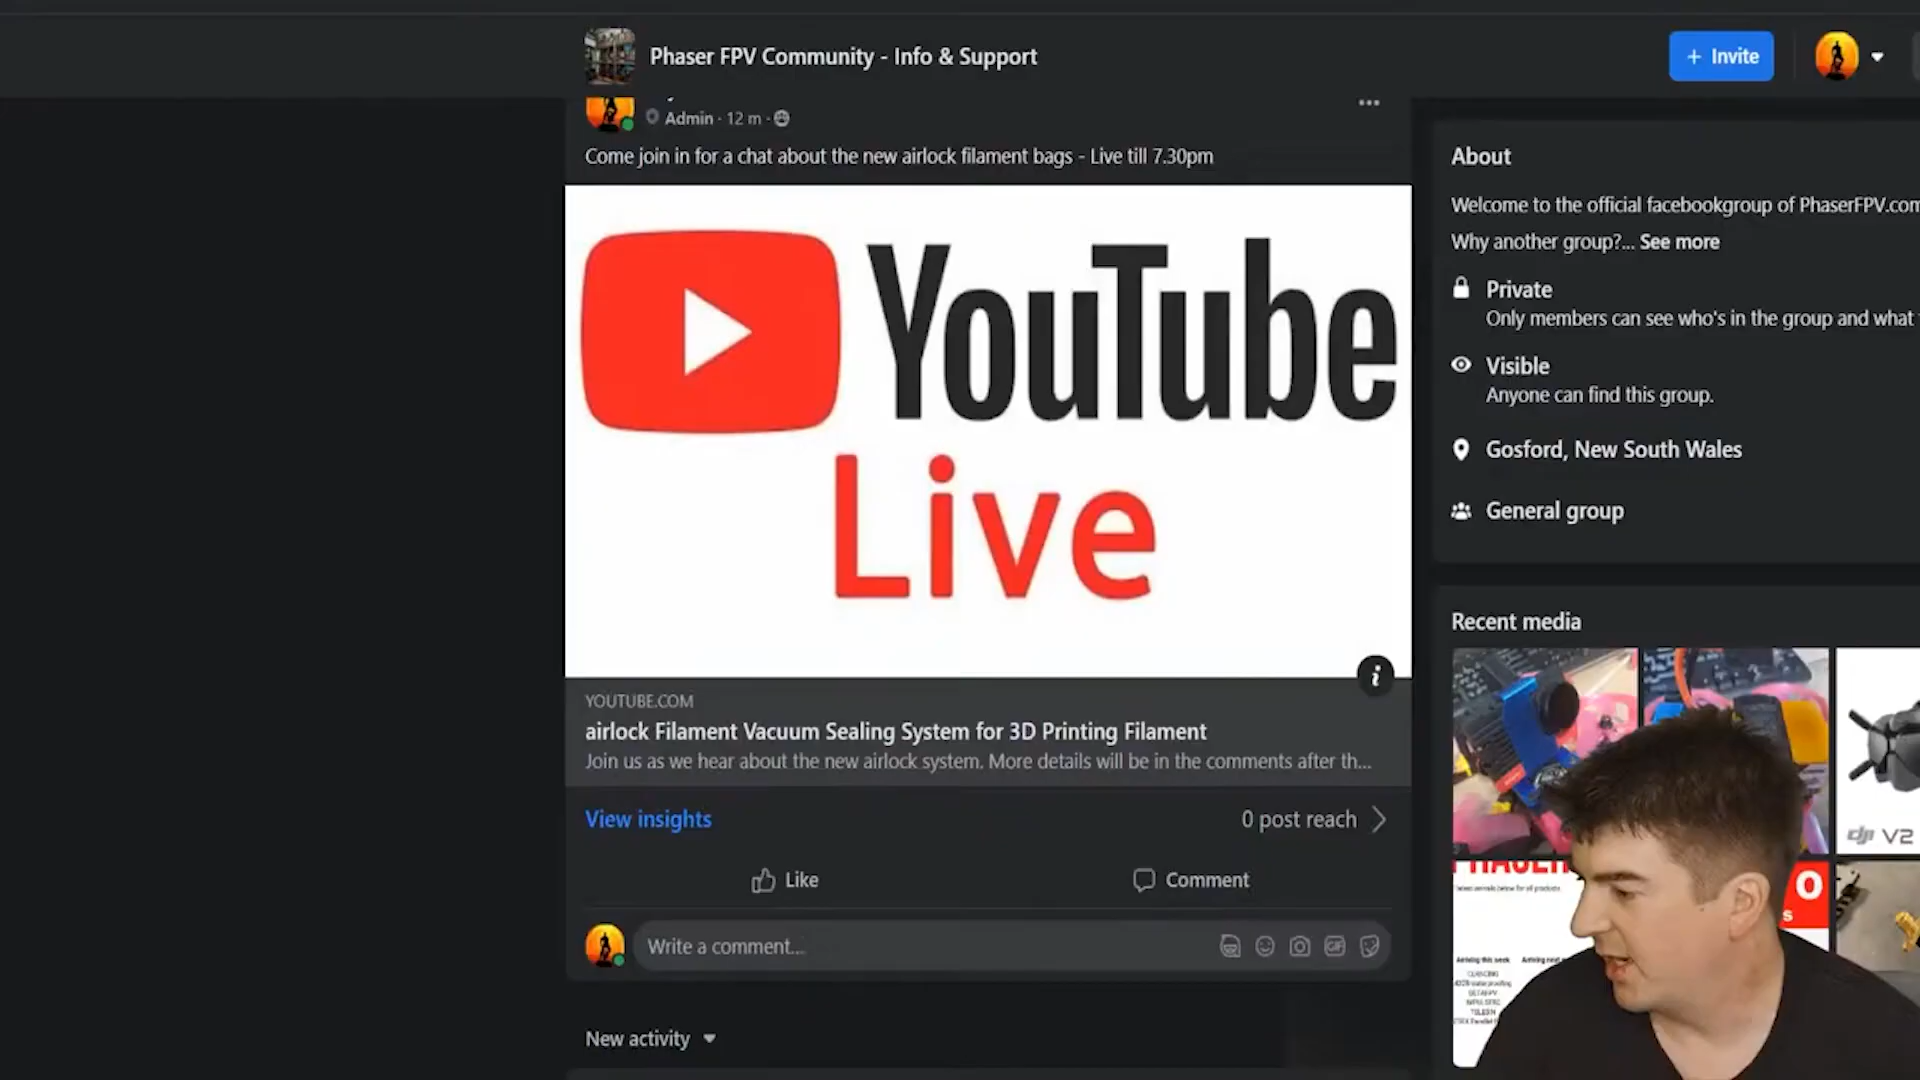 Phaser FPV Community - Info & Support
+ Invite
Admin · 12 m ·
Come join in for a chat about the new airlock filament bags - Live till 7.30pm
YouTube
Live
i
YOUTUBE.COM
airlock Filament Vacuum Sealing System for 3D Printing Filament
Join us as we hear about the new airlock system. More details will be in the comments after th...
View insights
0 post reach
Like
Comment
Write a comment...
GIF
New activity
About
Welcome to the official facebookgroup of PhaserFPV.com
Why another group?... See more
Private
Only members can see who's in the group and what
Visible
Anyone can find this group.
Gosford, New South Wales
General group
Recent media
dji V2
Arriving this week